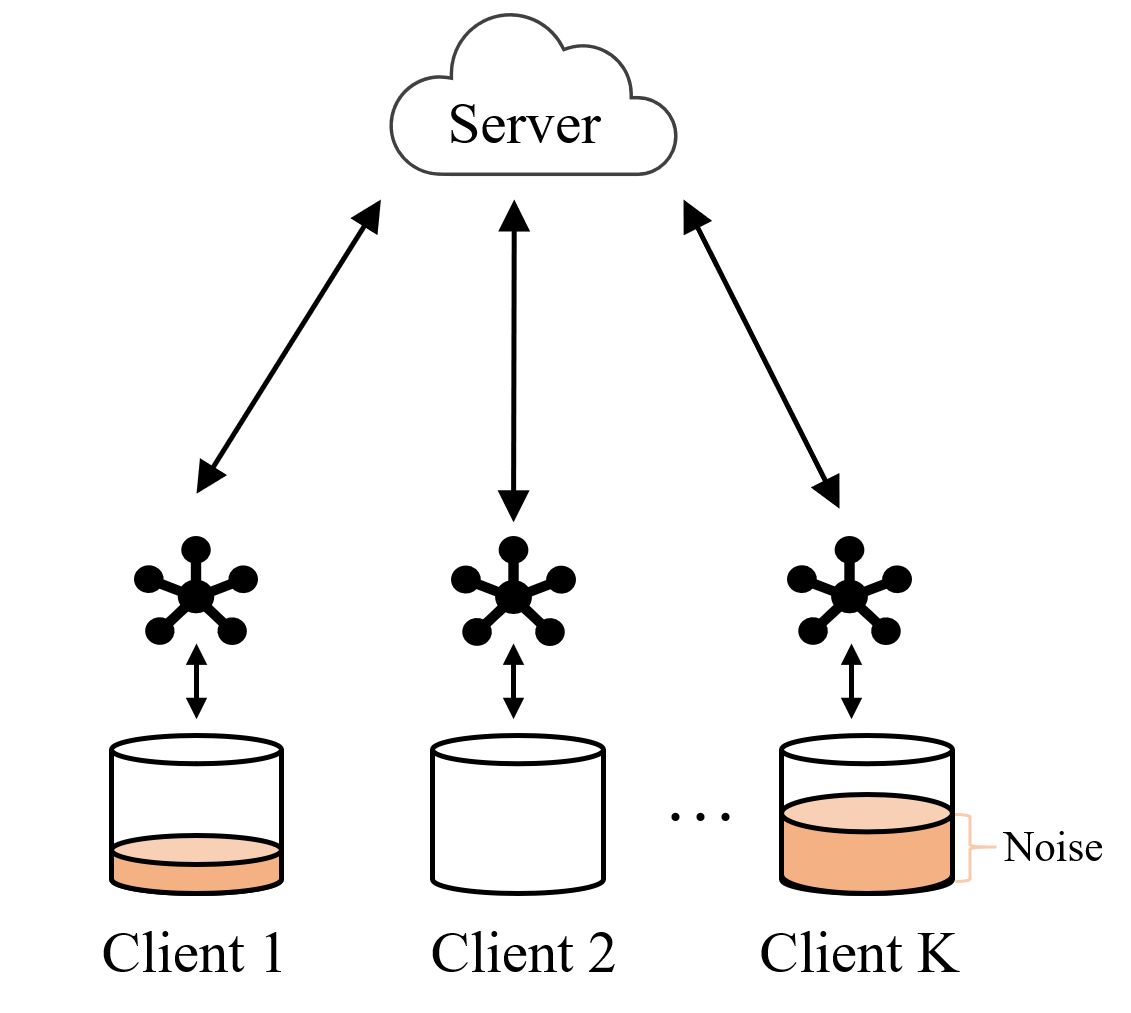 Server
...
Noise
Client 1
Client 2
Client K